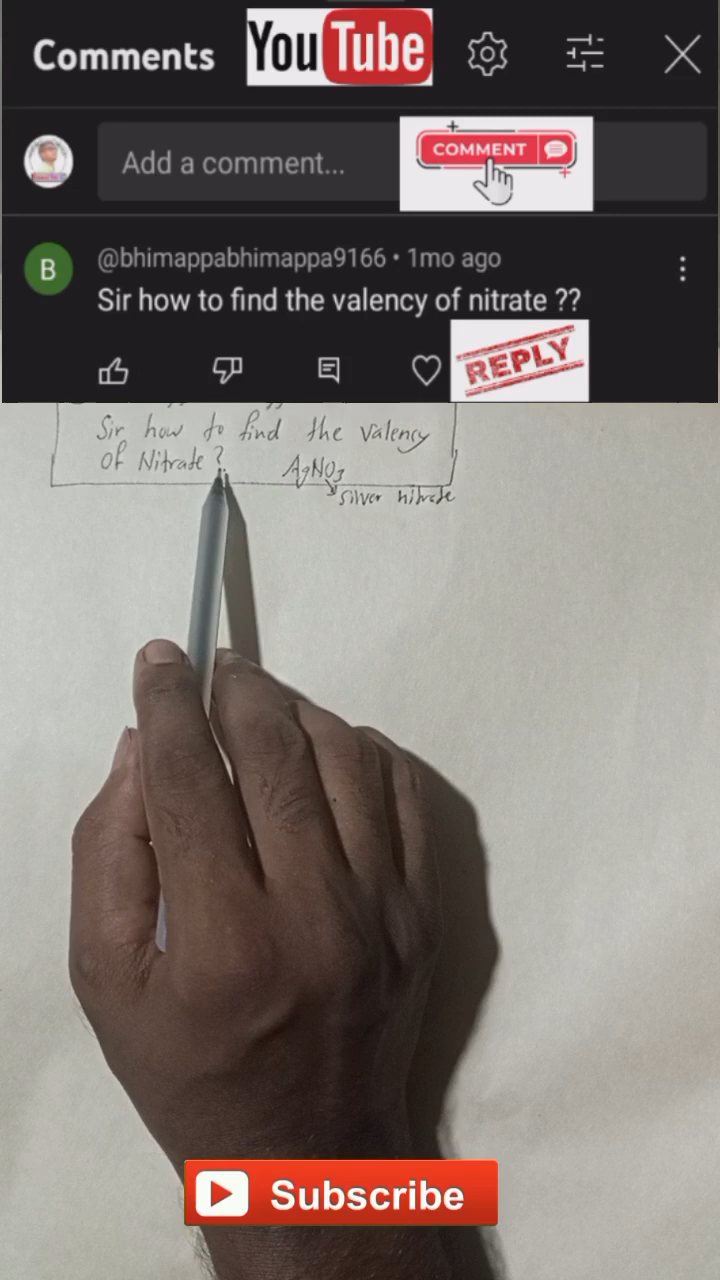 Comments YouTube
Add a comment... COMMENT
B @bhimappabhimappa9166 • 1mo ago
Sir how to find the valency of nitrate ??
REPLY
Sir how to find the valency
of Nitrate ? AgNO3
silver nitrate
Subscribe